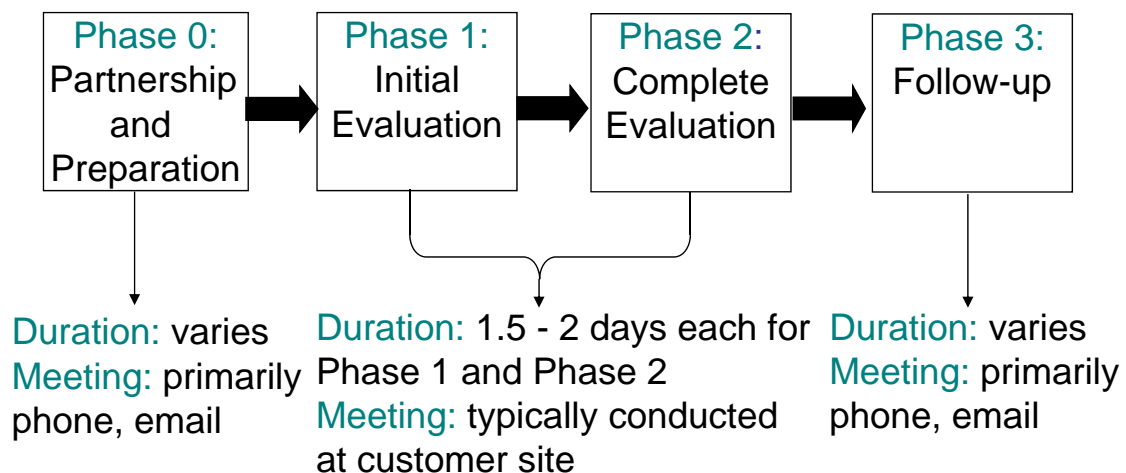 Phase 0:
Partnership
and
Preparation
Phase 1:
Initial
Evaluation
Phase 2:
Complete
Evaluation
Phase 3:
Follow-up
Duration: varies
Meeting: primarily
phone, email
Duration: 1.5 - 2 days each for
Phase 1 and Phase 2
Meeting: typically conducted
at customer site
Duration: varies
Meeting: primarily
phone, email